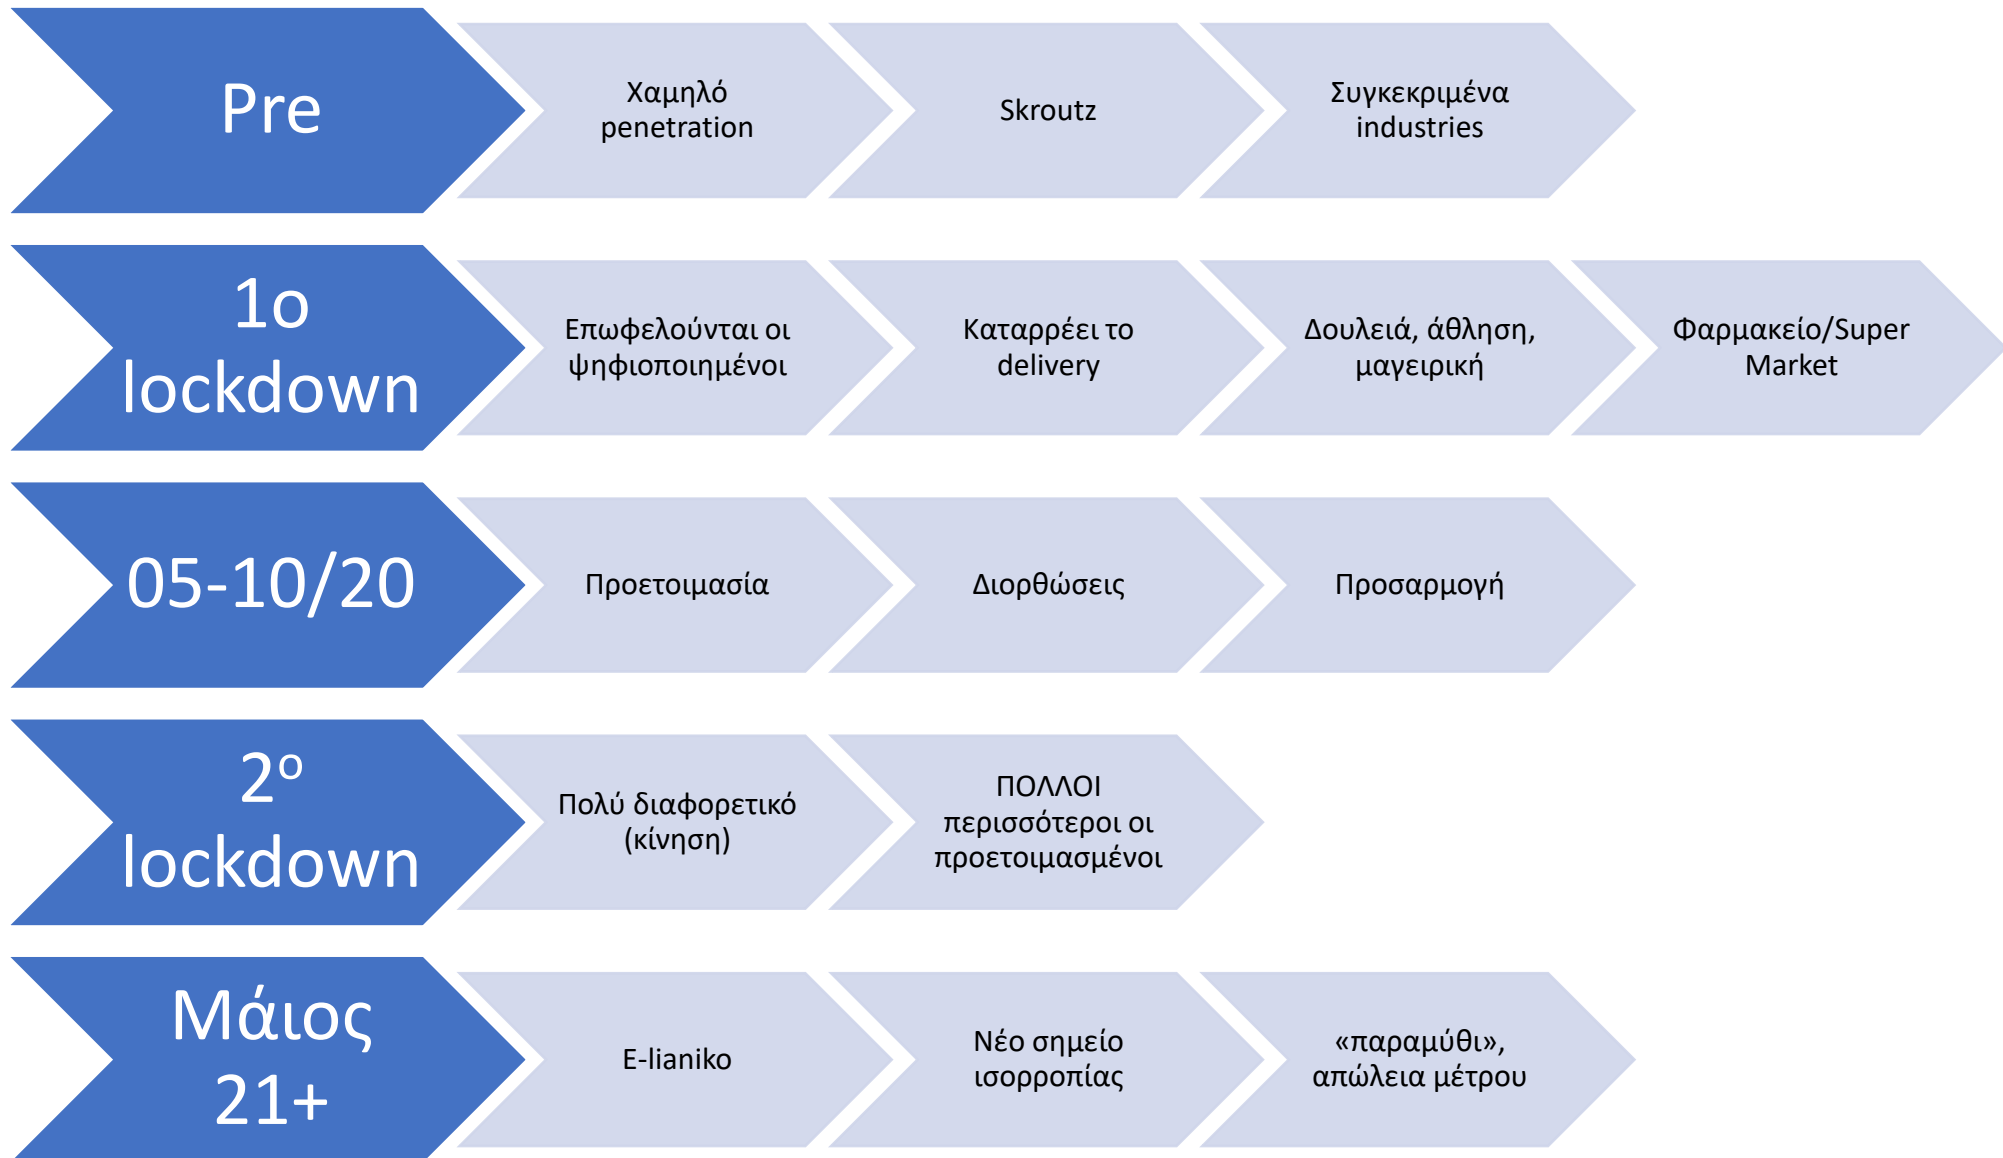 Pre
Χαμηλό
penetration
Skroutz
Συγκεκριμένα
industries
1ο
lockdown
Επωφελούνται οι
ψηφιοποιημένοι
Καταρρέει το
delivery
Δουλειά, άθληση,
μαγειρική
Φαρμακείο/Super
Market
05-10/20
Προετοιμασία
Διορθώσεις
Προσαρμογή
2ο
lockdown
Πολύ διαφορετικό
(κίνηση)
ΠΟΛΛΟΙ
περισσότεροι οι
προετοιμασμένοι
Μάιος
21+
E-lianiko
Νέο σημείο
ισορροπίας
«παραμύθι»,
απώλεια μέτρου